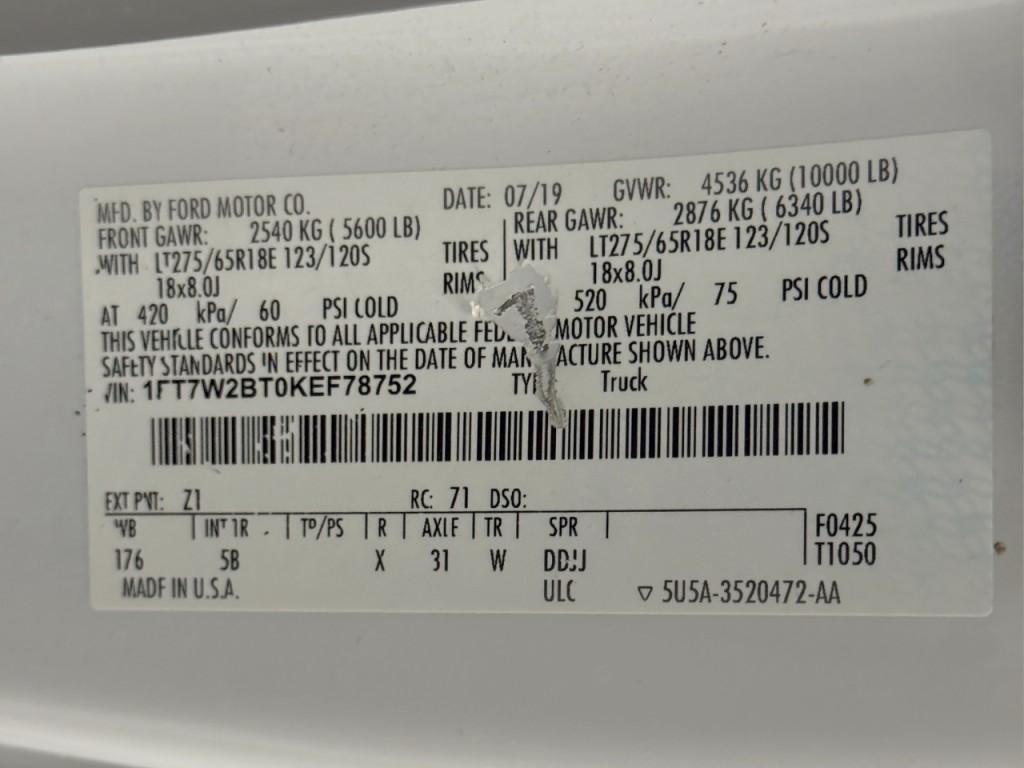 MFD. BY FORD MOTOR CO. DATE: 07/19 GVWR: 4536 KG (10000 LB)
FRONT GAWR: 2540 KG ( 5600 LB) REAR GAWR: 2876 KG ( 6340 LB)
WITH LT275/65R18E 123/120S TIRES WITH LT275/65R18E 123/120S TIRES
18x8.0J RIMS 18x8.0J RIMS
AT 420 kPa/ 60 PSI COLD 520 kPa/ 75 PSI COLD
THIS VEHICLE CONFORMS TO ALL APPLICABLE MOTOR VEHICLE
SAFETY STANDARDS IN EFFECT ON THE DATE OF SHOWN ABOVE.
VIN: 1FT7W2BT0KEF78752 Truck
EXT PNT: Z1 RC: 71 DSO:
WB INT TR TP/PS R AXLE TR SPR F0425
176 5B X 31 W T1050
MADE IN U.S.A. ULC ▽ 5U5A-3520472-AA